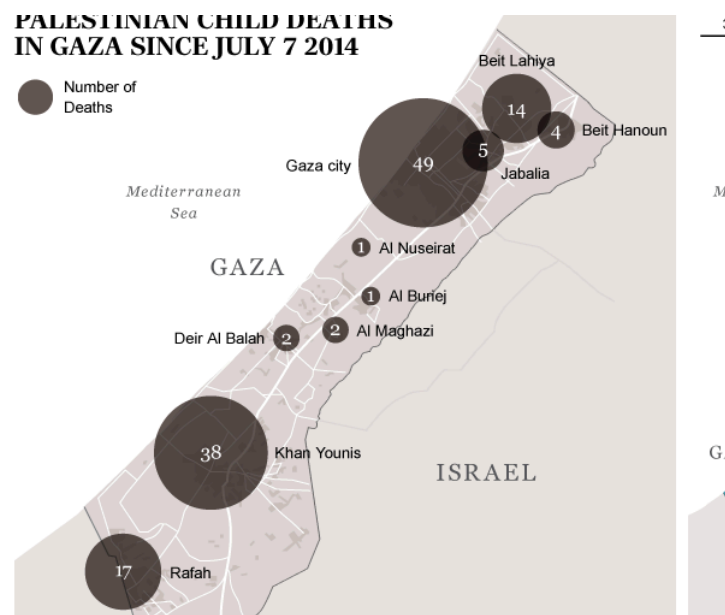 PALESTINIAN CHILD DEATHS
IN GAZA SINCE JULY 7 2014
Number of
Deaths
Beit Lahiya
14
4
Beit Hanoun
5
49
Gaza city
Jabalia
Mediterranean
Sea
1
Al Nuseirat
GAZA
1
Al Buriej
Deir Al Balah
2
2
Al Maghazi
38
Khan Younis
ISRAEL
17
Rafah